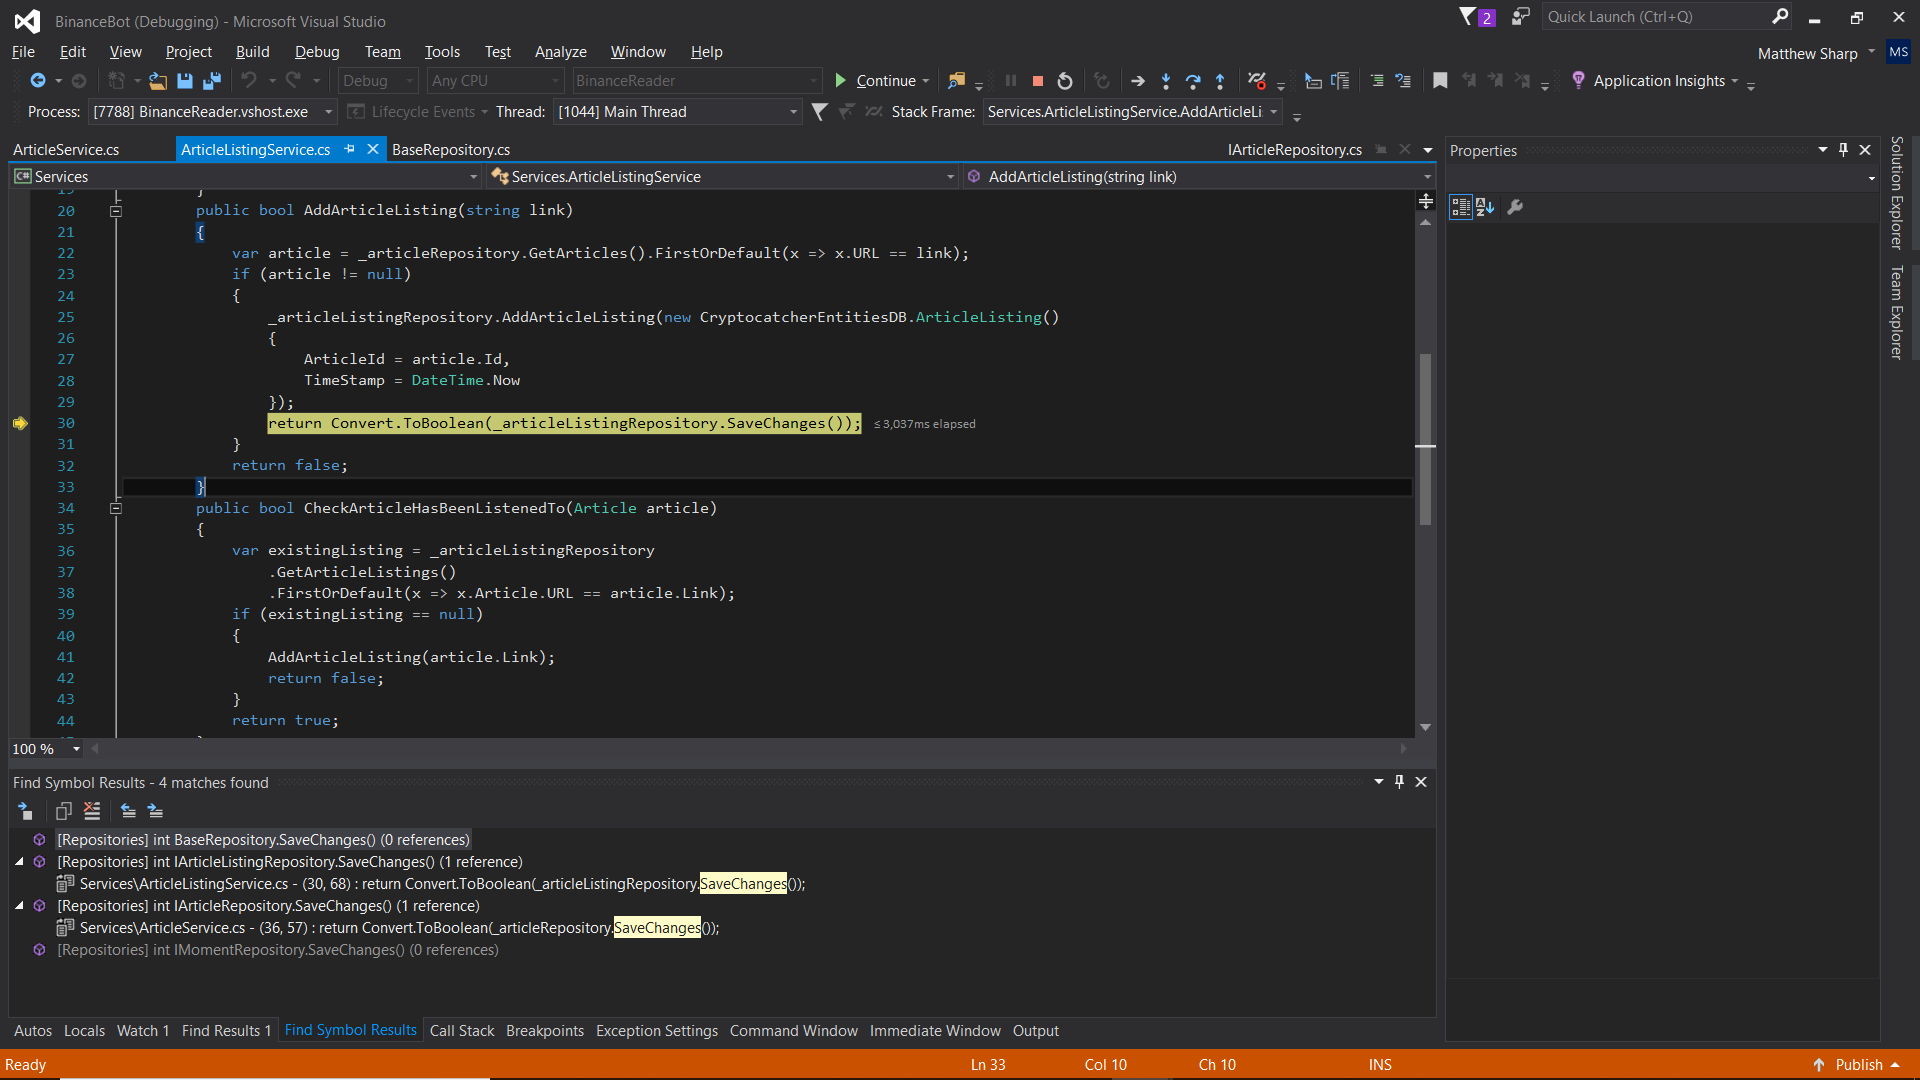 BinanceBot (Debugging) - Microsoft Visual Studio
2
Quick Launch (Ctrl+Q)
File Edit View Project Build Debug Team Tools Test Analyze Window Help
Matthew Sharp MS
Debug Any CPU BinanceReader Continue Application Insights
Process: [7788] BinanceReader.vshost.exe Lifecycle Events Thread: [1044] Main Thread Stack Frame: Services.ArticleListingService.AddArticleLi
ArticleService.cs ArticleListingService.cs BaseRepository.cs IArticleRepository.cs
Properties
C# Services Services.ArticleListingService AddArticleListing(string link)
Solution Explorer
Team Explorer
19 }
20 public bool AddArticleListing(string link)
21 {
22 var article = _articleRepository.GetArticles().FirstOrDefault(x => x.URL == link);
23 if (article != null)
24 {
25 _articleListingRepository.AddArticleListing(new CryptocatcherEntitiesDB.ArticleListing()
26 {
27 ArticleId = article.Id,
28 TimeStamp = DateTime.Now
29 });
30 return Convert.ToBoolean(_articleListingRepository.SaveChanges()); ≤ 3,037ms elapsed
31 }
32 return false;
33 }
34 public bool CheckArticleHasBeenListenedTo(Article article)
35 {
36 var existingListing = _articleListingRepository
37 .GetArticleListings()
38 .FirstOrDefault(x => x.Article.URL == article.Link);
39 if (existingListing == null)
40 {
41 AddArticleListing(article.Link);
42 return false;
43 }
44 return true;
100 %
Find Symbol Results - 4 matches found
[Repositories] int BaseRepository.SaveChanges() (0 references)
[Repositories] int IArticleListingRepository.SaveChanges() (1 reference)
Services\ArticleListingService.cs - (30, 68) : return Convert.ToBoolean(_articleListingRepository.SaveChanges());
[Repositories] int IArticleRepository.SaveChanges() (1 reference)
Services\ArticleService.cs - (36, 57) : return Convert.ToBoolean(_articleRepository.SaveChanges());
[Repositories] int IMomentRepository.SaveChanges() (0 references)
Autos Locals Watch 1 Find Results 1 Find Symbol Results Call Stack Breakpoints Exception Settings Command Window Immediate Window Output
Ready Ln 33 Col 10 Ch 10 INS Publish